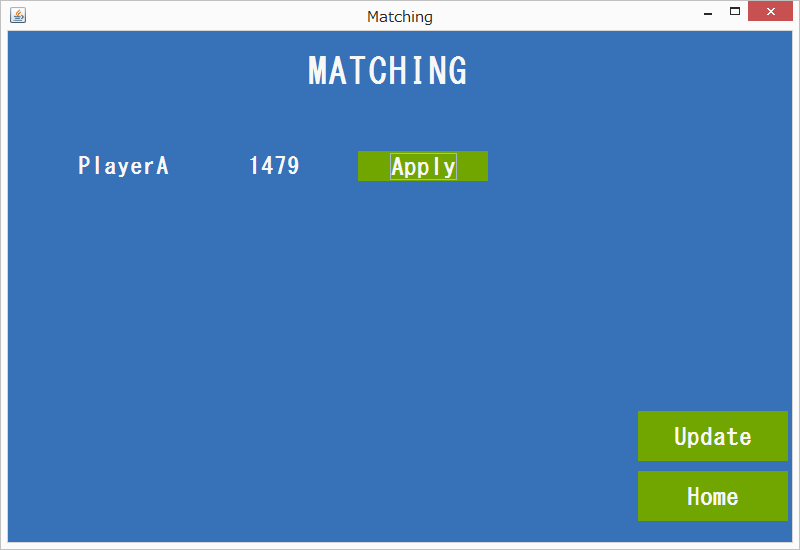 Matching
MATCHING
PlayerA 1479 Apply
Update
Home